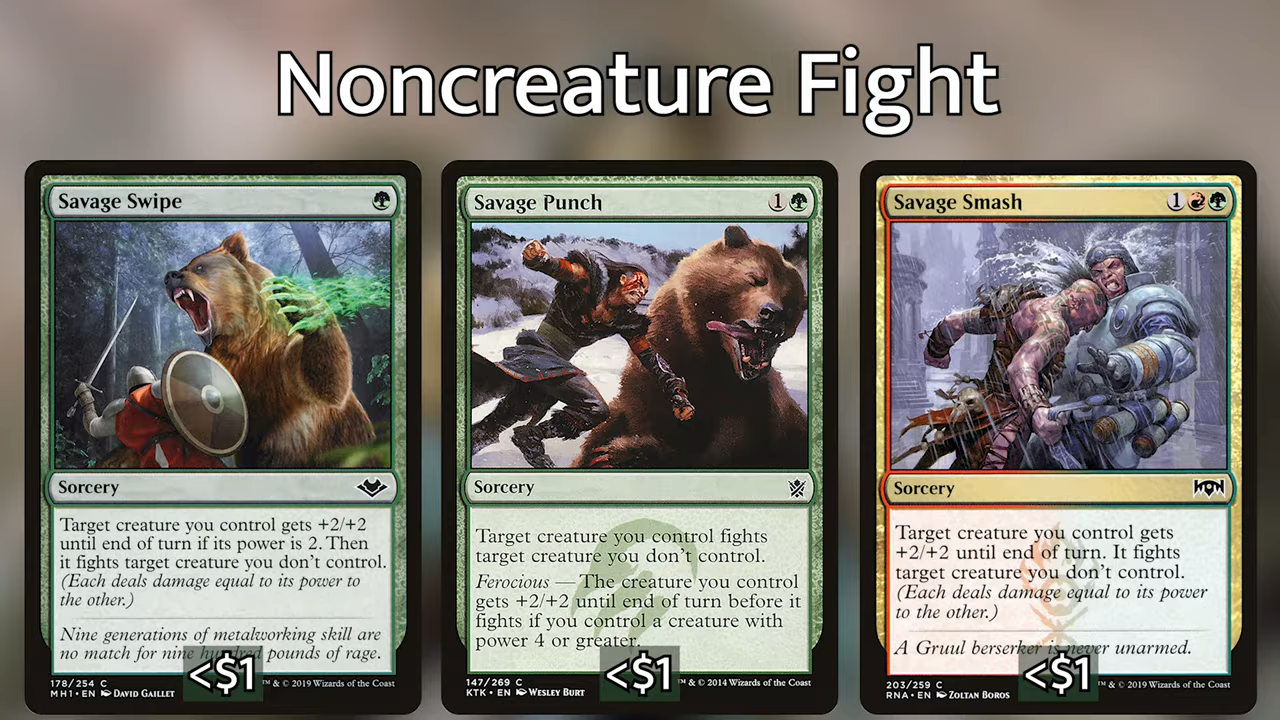 Noncreature Fight
Savage Swipe
Sorcery
Target creature you control gets +2/+2
until end of turn if its power is 2. Then
it fights target creature you don't control.
(Each deals damage equal to its power to
the other.)
Nine generations of metalworking skill are
no match for nine hundred pounds of rage.
178/254 C
MH1 • EN DAVID GAILLET
™ & © 2019 Wizards of the Coast
<$1
Savage Punch
1
Sorcery
Target creature you control fights
target creature you don't control.
Ferocious — The creature you control
gets +2/+2 until end of turn before it
fights if you control a creature with
power 4 or greater.
147/269 C
KTK • EN WESLEY BURT
™ & © 2014 Wizards of the Coast
<$1
Savage Smash
1
Sorcery
Target creature you control gets
+2/+2 until end of turn. It fights
target creature you don't control.
(Each deals damage equal to its power
to the other.)
A Gruul berserker is never unarmed.
203/259 C
RNA • EN ZOLTAN BOROS
™ & © 2019 Wizards of the Coast
<$1